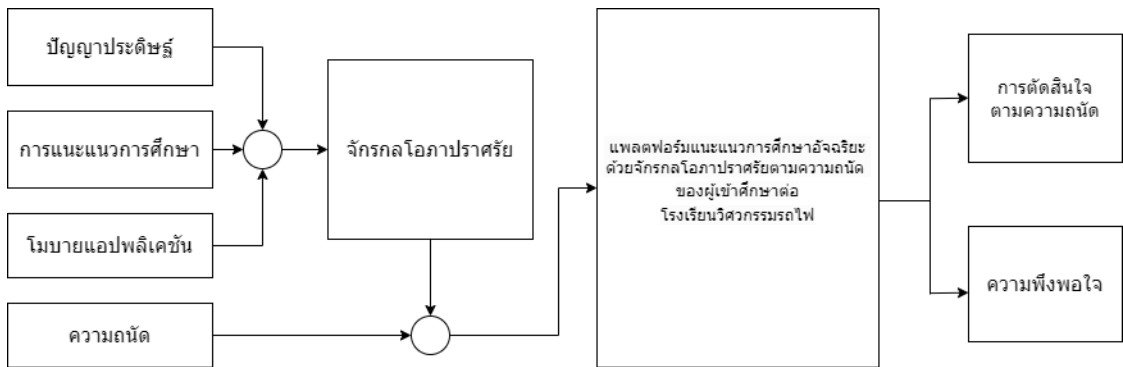 ปัญญาประดิษฐ์
การแนะแนวการศึกษา
โมบายแอปพลิเคชัน
ความถนัด
จักรกลโอภาปราศรัย
แพลตฟอร์มแนะแนวการศึกษาอัจฉริยะ
ด้วยจักรกลโอภาปราศรัยตามความถนัด
ของผู้เข้าศึกษาต่อ
โรงเรียนวิศวกรรมรถไฟ
การตัดสินใจ
ตามความถนัด
ความพึงพอใจ